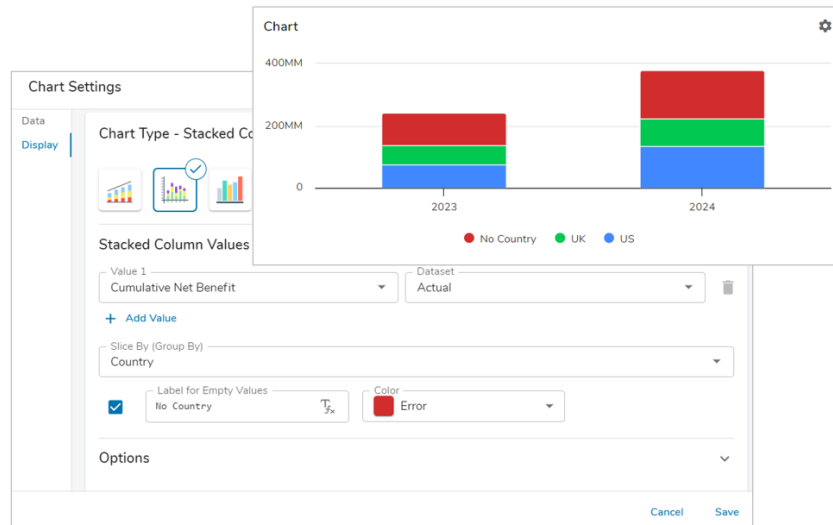 Chart
400MM
200MM
0
2023
2024
No Country
UK
US
Chart Settings
Data
Display
Chart Type - Stacked Co
Stacked Column Values
Value 1
Cumulative Net Benefit
Dataset
Actual
+ Add Value
Slice By (Group By)
Country
Label for Empty Values
No Country
Color
Error
Options
Cancel
Save